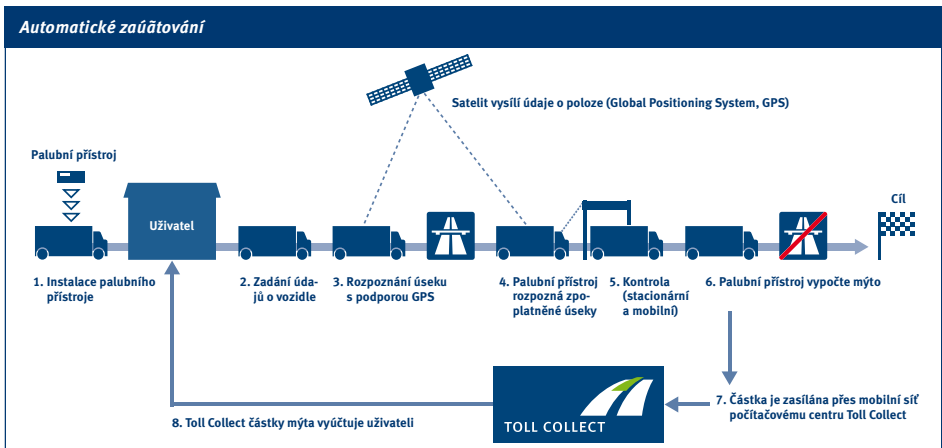 Automatické zaúãtování
Satelit vysílí údaje o poloze (Global Positioning System, GPS)
Palubní přístroj
Uživatel
Cíl
1. Instalace palubního
přístroje
2. Zadání úda-
jů o vozidle
3. Rozpoznání úseku
s podporou GPS
4. Palubní přístroj
rozpozná zpo-
platněné úseky
5. Kontrola
(stacionární
a mobilní)
6. Palubní přístroj vypočte mýto
7. Částka je zasílána přes mobilní síť
počítačovému centru Toll Collect
TOLL COLLECT
8. Toll Collect částky mýta vyúčtuje uživateli